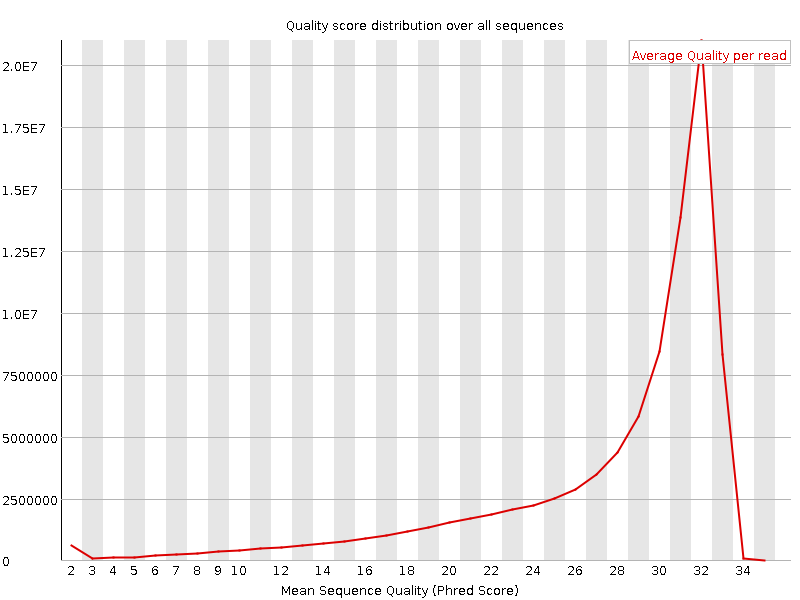 Quality score distribution over all sequences
Average Quality per read
2.0E7
1.75E7
1.5E7
1.25E7
1.0E7
7500000
5000000
2500000
0
2 3 4 5 6 7 8 9 10 12 14 16 18 20 22 24 26 28 30 32 34
Mean Sequence Quality (Phred Score)